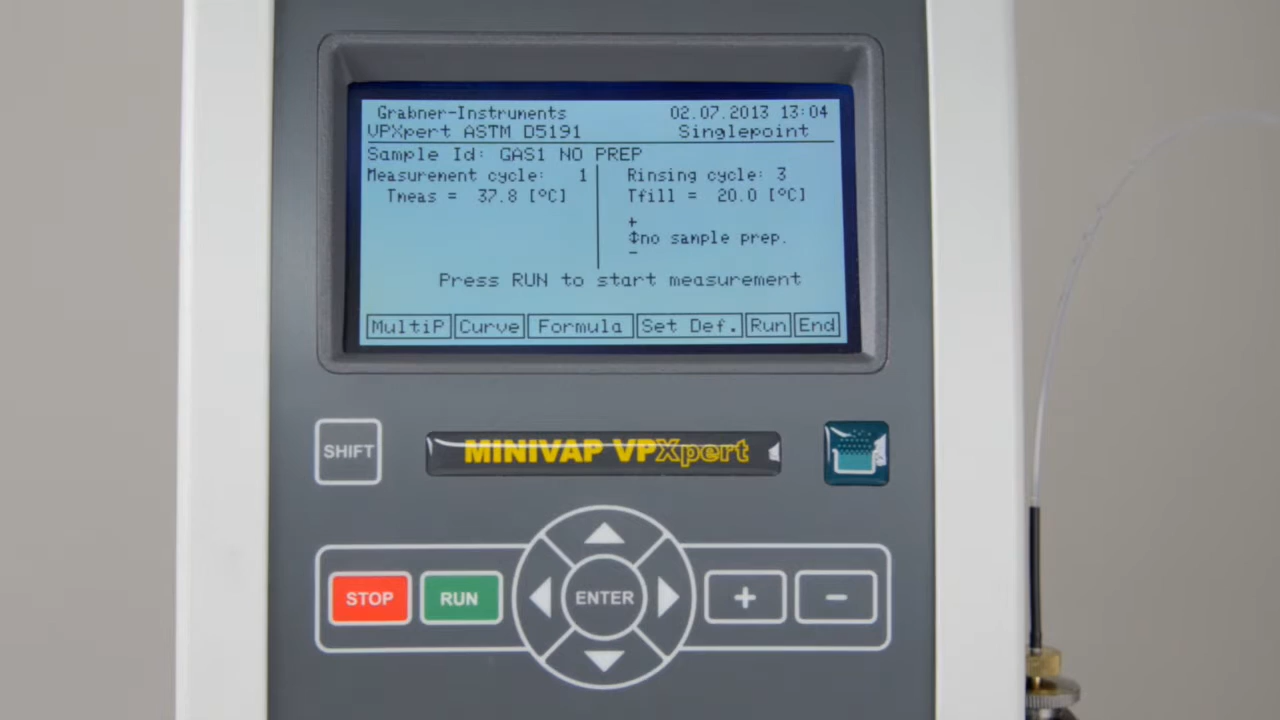 Grabner-Instruments 02.07.2013 13:04
VPXpert ASTM D5191 Singlepoint
Sample Id: GAS1 NO PREP
Measurement cycle: 1 Rinsing cycle: 3
Tmeas = 37.8 [°C] Tfill = 20.0 [°C]
+
↕no sample prep.
-
Press RUN to start measurement
MultiP Curve Formula Set Def. Run End
SHIFT MINIVAP VPXpert
STOP RUN ENTER + -